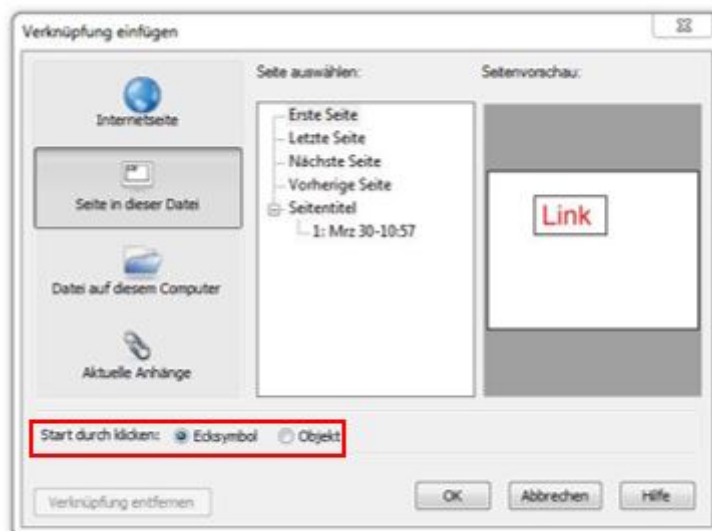 Verknüpfung einfügen
Internetseite
Seite in dieser Datei
Datei auf diesem Computer
Aktuelle Anhänge
Seite auswählen:
Erste Seite
Letzte Seite
Nächste Seite
Vorherige Seite
Seitentitel
1: Mrz 30-10:57
Seitenvorschau:
Link
Start durch klicken: Ecksymbol Objekt
Verknüpfung entfernen
OK Abbrechen Hilfe